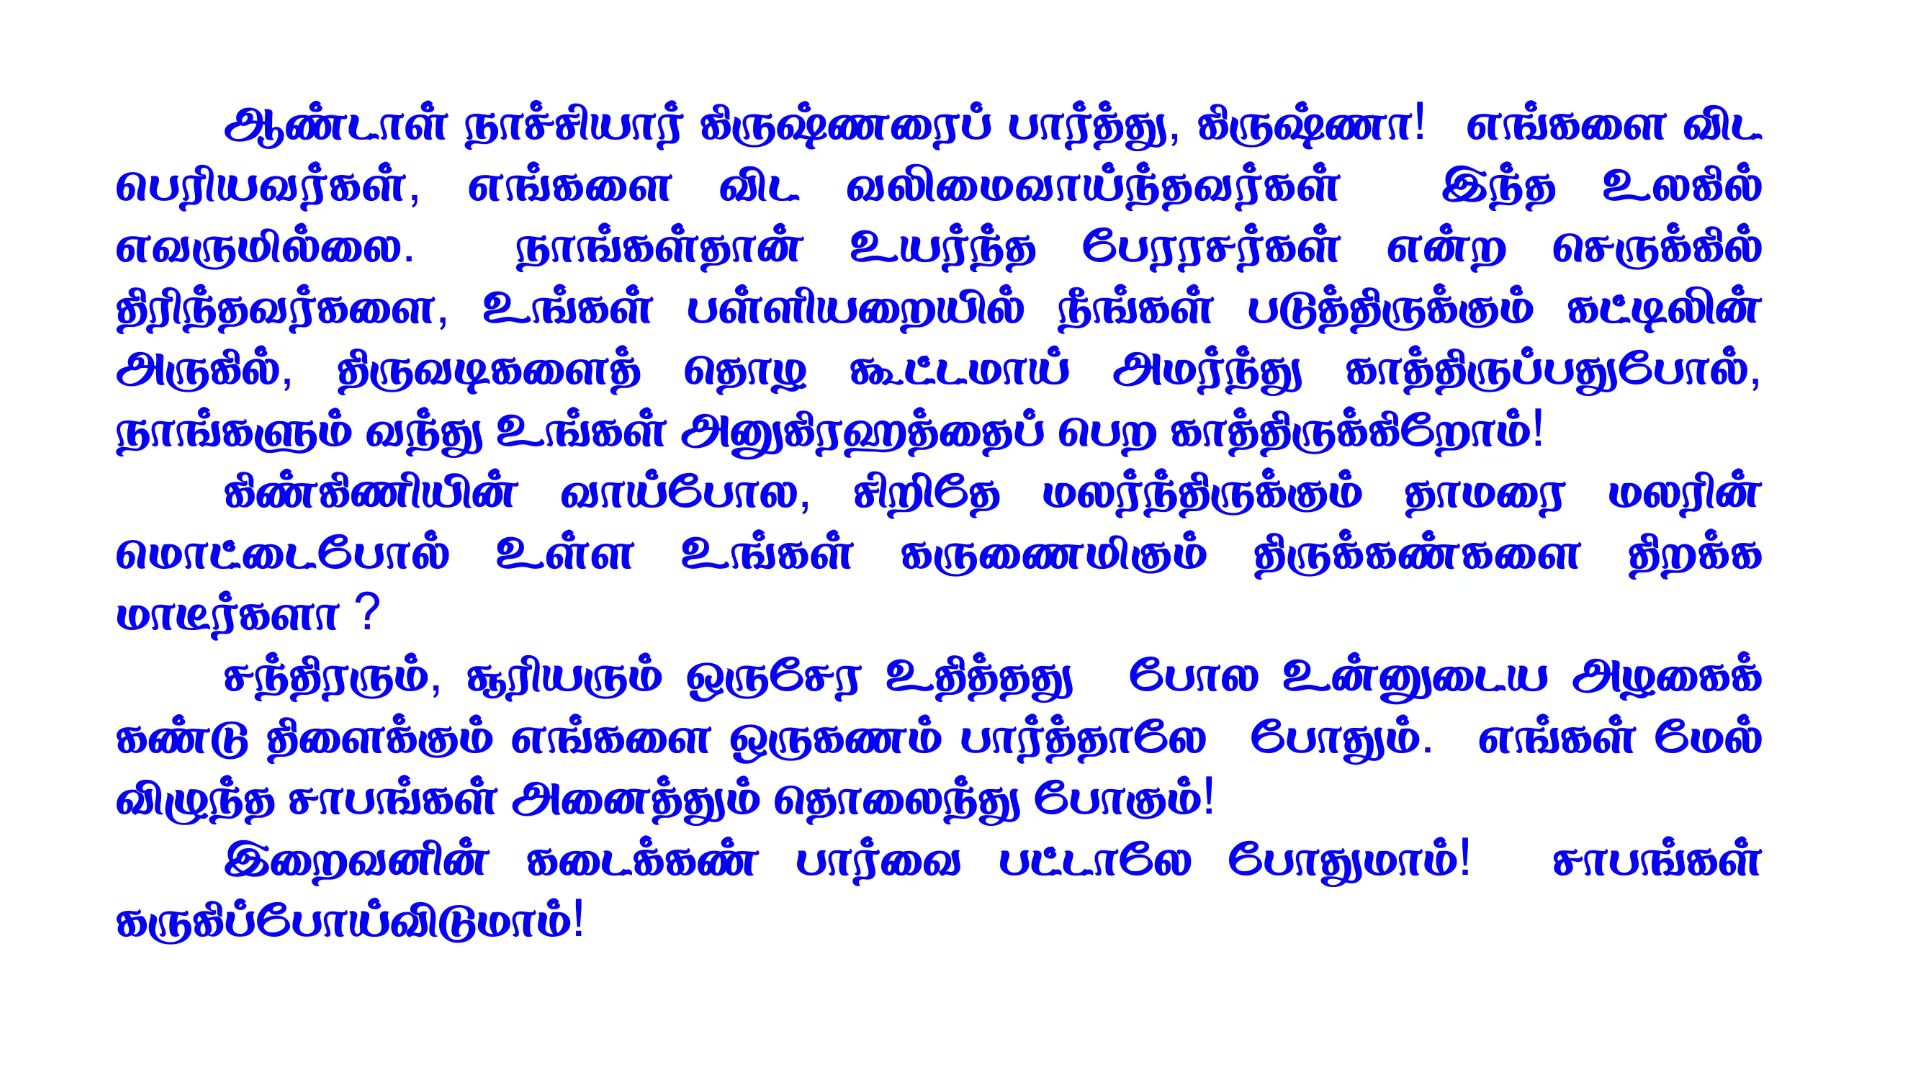 ஆண்டாள் நாச்சியார் கிருஷ்ணரைப் பார்த்து, கிருஷ்ணா! எங்களை விட
பெரியவர்கள், எங்களை விட வலிமைவாய்ந்தவர்கள் இந்த உலகில்
எவருமில்லை. நாங்கள்தான் உயர்ந்த பேரரசர்கள் என்ற செருக்கில்
திரிந்தவர்களை, உங்கள் பள்ளியறையில் நீங்கள் படுத்திருக்கும் கட்டிலின்
அருகில், திருவடிகளைத் தொழ கூட்டமாய் அமர்ந்து காத்திருப்பதுபோல்,
நாங்களும் வந்து உங்கள் அனுகிரஹத்தைப் பெற காத்திருக்கிறோம்!
கிண்கிணியின் வாய்போல, சிறிதே மலர்ந்திருக்கும் தாமரை மலரின்
மொட்டைபோல் உள்ள உங்கள் கருணைமிகும் திருக்கண்களை திறக்க
மாடீர்களா ?
சந்திரரும், சூரியரும் ஒருசேர உதித்தது போல உன்னுடைய அழகைக்
கண்டு திளைக்கும் எங்களை ஒருகணம் பார்த்தாலே போதும். எங்கள் மேல்
விழுந்த சாபங்கள் அனைத்தும் தொலைந்து போகும்!
இறைவனின் கடைக்கண் பார்வை பட்டாலே போதுமாம்! சாபங்கள்
கருகிப்போய்விடுமாம்!